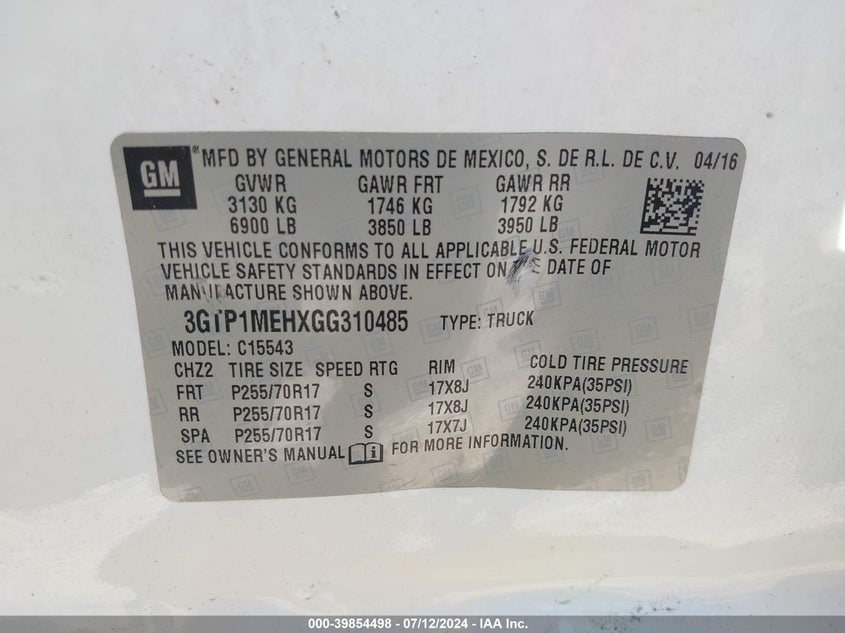 GM ® MFD BY GENERAL MOTORS DE MEXICO, S. DE R.L. DE C.V. 04/16
GVWR GAWR FRT GAWR RR
3130 KG 1746 KG 1792 KG
6900 LB 3850 LB 3950 LB
THIS VEHICLE CONFORMS TO ALL APPLICABLE U.S. FEDERAL MOTOR
VEHICLE SAFETY STANDARDS IN EFFECT ON THE DATE OF
MANUFACTURE SHOWN ABOVE.
3GTP1MEHXGG310485 TYPE: TRUCK
MODEL: C15543
CHZ2 TIRE SIZE SPEED RTG RIM COLD TIRE PRESSURE
FRT P255/70R17 S 17X8J 240KPA(35PSI)
RR P255/70R17 S 17X8J 240KPA(35PSI)
SPA P255/70R17 S 17X7J 240KPA(35PSI)
SEE OWNER'S MANUAL i FOR MORE INFORMATION.
000-39854498 - 07/12/2024 - IAA Inc.